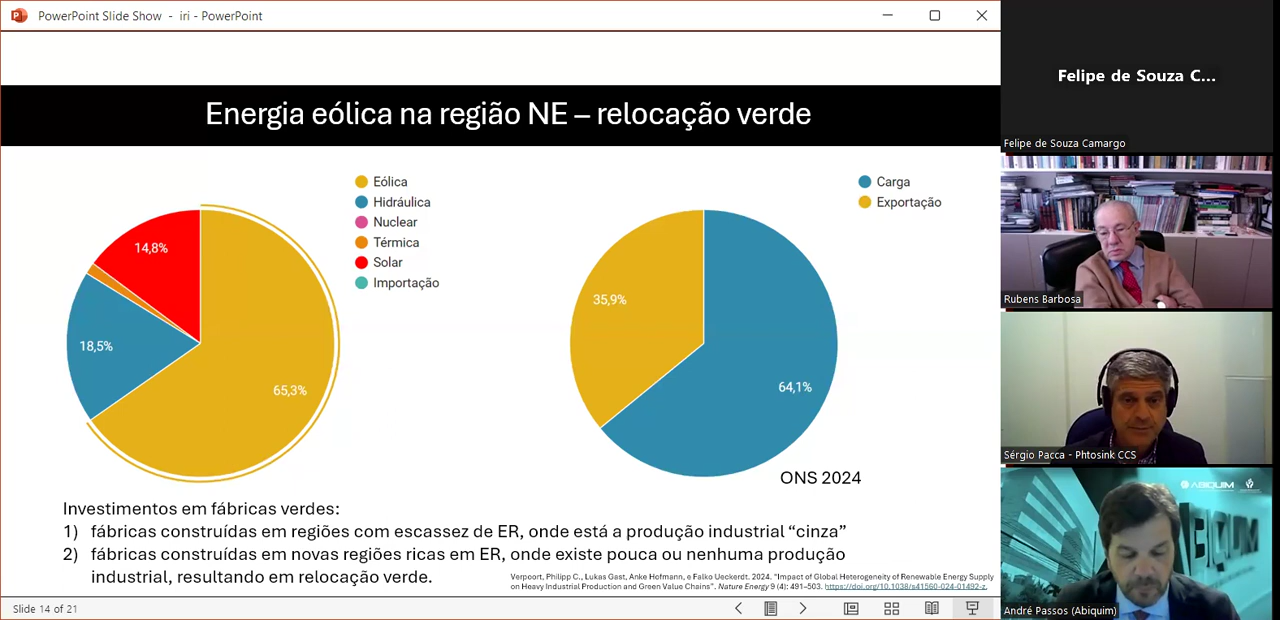 PowerPoint Slide Show - iri - PowerPoint
Energia eólica na região NE – relocação verde
Eólica
Hidráulica
Nuclear
Térmica
Solar
Importação
14,8%
18,5%
65,3%
Carga
Exportação
35,9%
64,1%
ONS 2024
Investimentos em fábricas verdes:
1) fábricas construídas em regiões com escassez de ER, onde está a produção industrial “cinza”
2) fábricas construídas em novas regiões ricas em ER, onde existe pouca ou nenhuma produção
industrial, resultando em relocação verde.
Verpoort, Philipp C., Lukas Gast, Anke Hofmann, e Falko Ueckerdt. 2024. “Impact of Global Heterogeneity of Renewable Energy Supply
on Heavy Industrial Production and Green Value Chains”. Nature Energy 9 (4): 491–503. https://doi.org/10.1038/s41560-024-01492-z.
Slide 14 of 21
Felipe de Souza C...
Felipe de Souza Camargo
Rubens Barbosa
Sérgio Pacca - Phtosink CCS
ABIQUIM
ABIQUIM
André Passos (Abiquim)